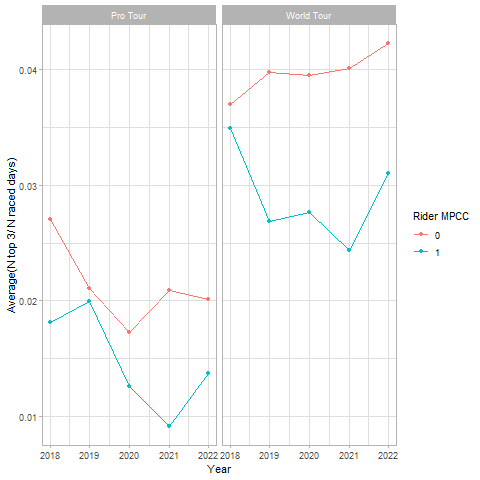 Pro Tour
World Tour
0.04
0.03
0.02
0.01
Average(N top 3/ N raced days)
2018 2019 2020 2021 2022
2018 2019 2020 2021 2022
Year
Rider MPCC
0
1